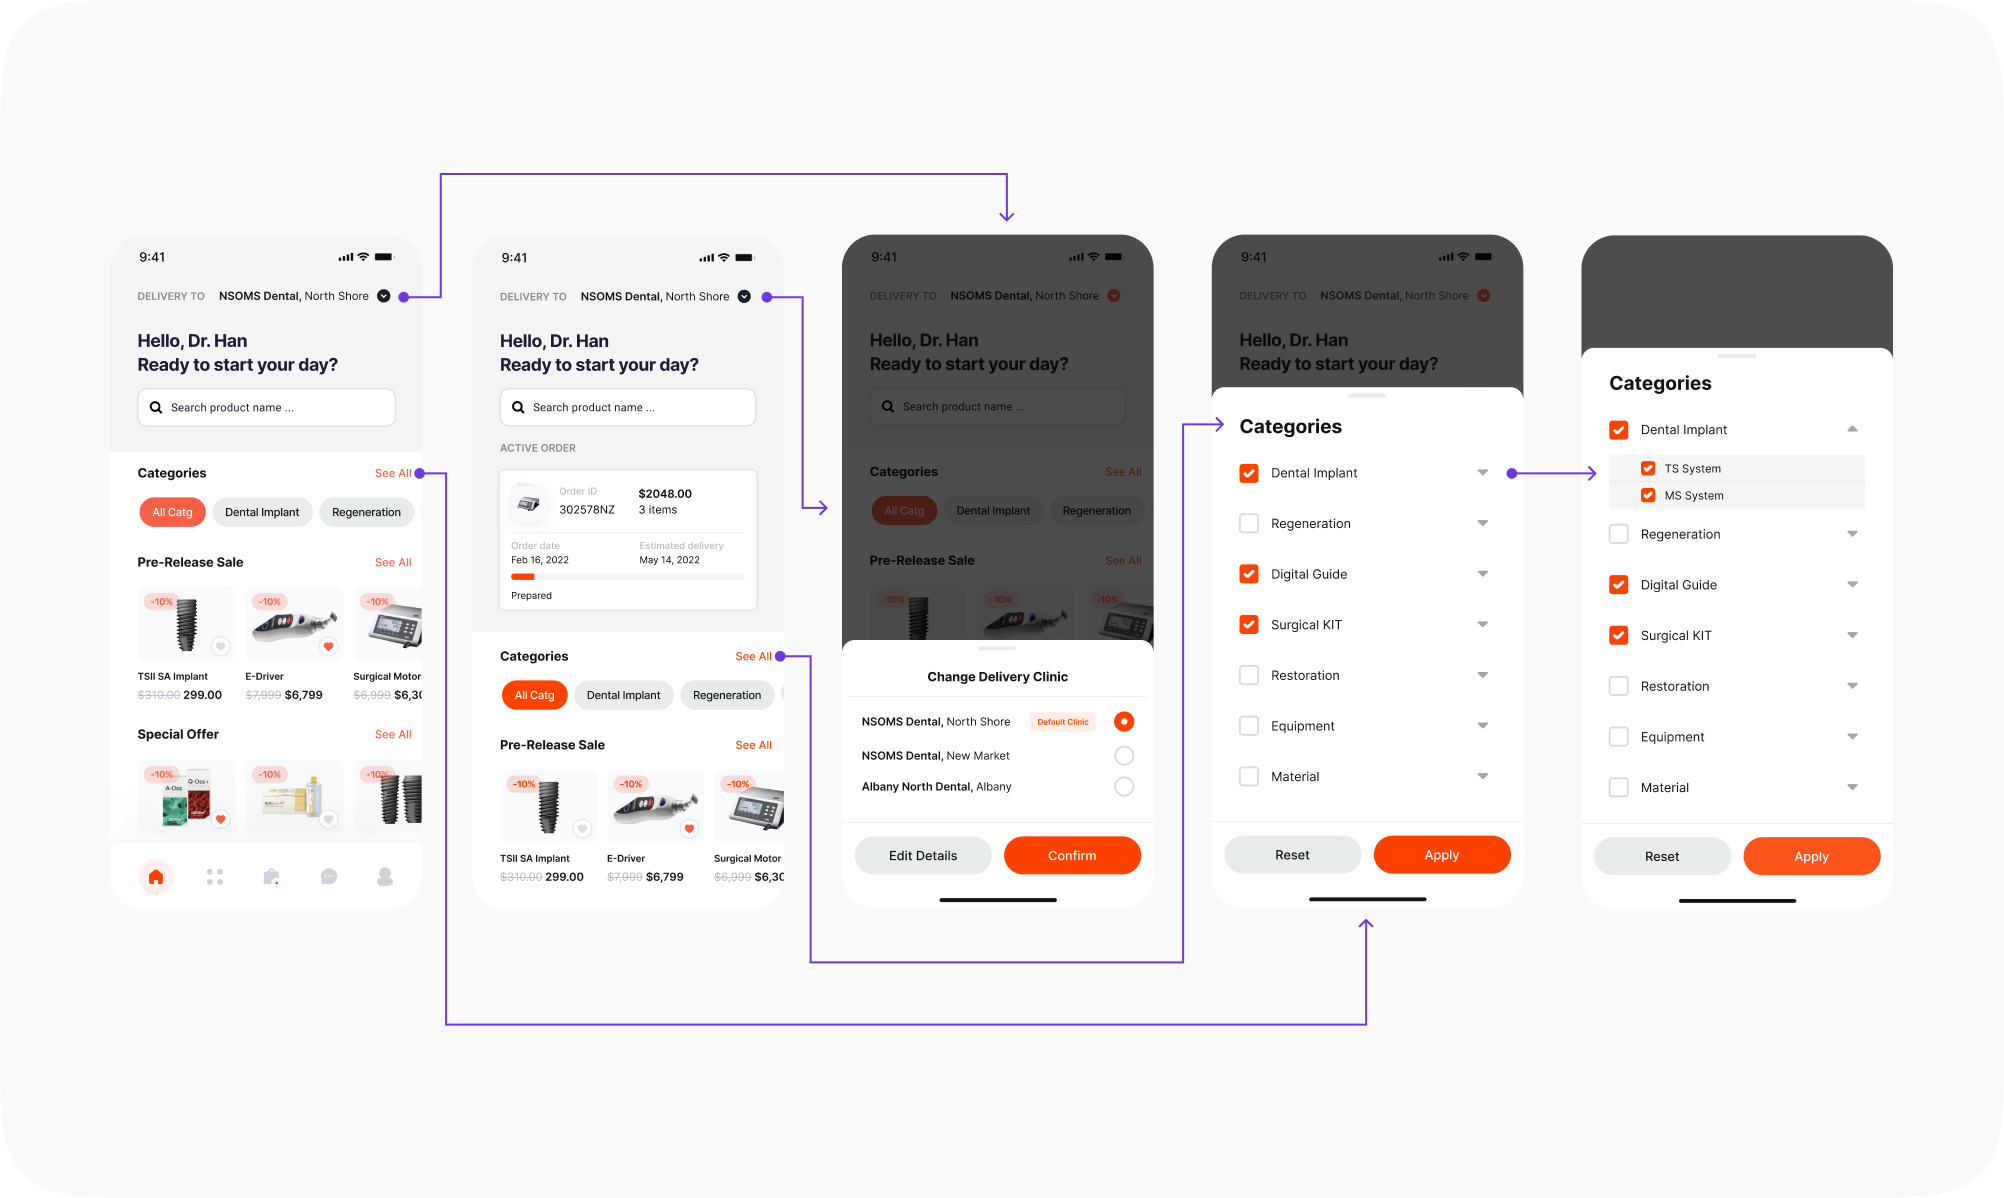 9:41
DELIVERY TO NSOMS Dental, North Shore
Hello, Dr. Han
Ready to start your day?
Search product name ...
Categories See All
All Catg Dental Implant Regeneration
Pre-Release Sale See All
-10% -10% -10%
TSII SA Implant E-Driver Surgical Motor
$310.00 299.00 $7,999 $6,799 $6,999 $6,30
Special Offer See All
-10% -10% -10%
A-Oss Q-Oss+
9:41
DELIVERY TO NSOMS Dental, North Shore
Hello, Dr. Han
Ready to start your day?
Search product name ...
ACTIVE ORDER
Order ID $2048.00
302578NZ 3 items
Order date Estimated delivery
Feb 16, 2022 May 14, 2022
Prepared
Categories See All
All Catg Dental Implant Regeneration
Pre-Release Sale See All
-10% -10% -10%
TSII SA Implant E-Driver Surgical Motor
$310.00 299.00 $7,999 $6,799 $6,999 $6,30
9:41
DELIVERY TO NSOMS Dental, North Shore
Hello, Dr. Han
Ready to start your day?
Search product name ...
Categories See All
All Catg Dental Implant Regeneration
Pre-Release Sale See All
-10% -10% -10%
Change Delivery Clinic
NSOMS Dental, North Shore Default Clinic
NSOMS Dental, New Market
Albany North Dental, Albany
Edit Details Confirm
9:41
DELIVERY TO NSOMS Dental, North Shore
Hello, Dr. Han
Ready to start your day?
Categories
Dental Implant
Regeneration
Digital Guide
Surgical KIT
Restoration
Equipment
Material
Reset Apply
Categories
Dental Implant
TS System
MS System
Regeneration
Digital Guide
Surgical KIT
Restoration
Equipment
Material
Reset Apply